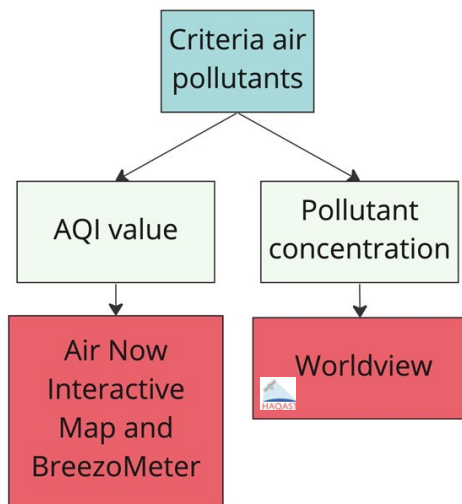 Criteria air
pollutants
AQI value
Pollutant
concentration
Air Now
Interactive
Map and
BreezoMeter
Worldview
HAQAST